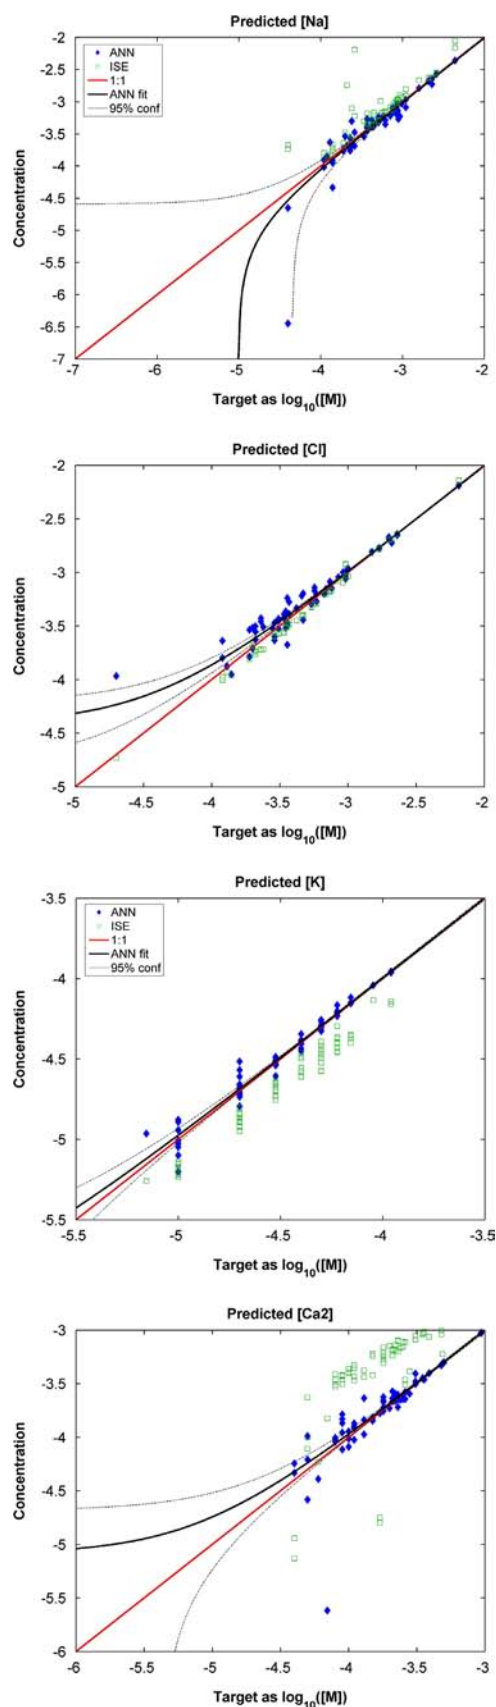 Predicted [Na]
-2
-2.5
-3
-3.5
-4
-4.5
-5
-5.5
-6
-6.5
-7
Concentration
ANN
ISE
1:1
ANN fit
95% conf
-7 -6 -5 -4 -3 -2
Target as log10([M])
Predicted [Cl]
-2
-2.5
-3
-3.5
-4
-4.5
-5
Concentration
-5 -4.5 -4 -3.5 -3 -2.5 -2
Target as log10([M])
Predicted [K]
-3.5
-4
-4.5
-5
-5.5
Concentration
ANN
ISE
1:1
ANN fit
95% conf
-5.5 -5 -4.5 -4 -3.5
Target as log10([M])
Predicted [Ca2]
-3
-3.5
-4
-4.5
-5
-5.5
-6
Concentration
-6 -5.5 -5 -4.5 -4 -3.5 -3
Target as log10([M])